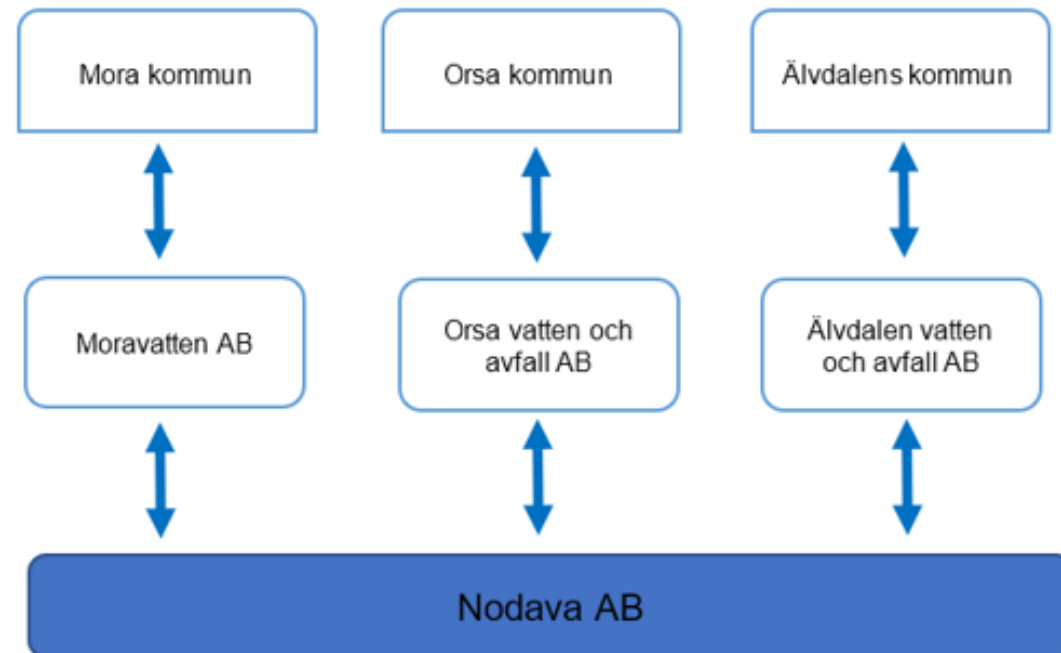 Mora kommun
Orsa kommun
Älvdalens kommun
Moravatten AB
Orsa vatten och
avfall AB
Älvdalen vatten
och avfall AB
Nodava AB